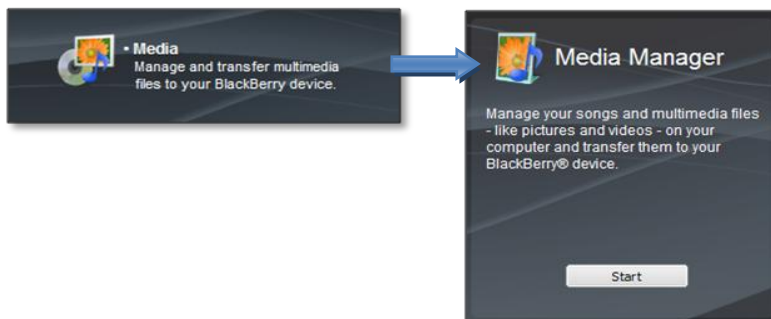 • Media
Manage and transfer multimedia
files to your BlackBerry device.
Media Manager
Manage your songs and multimedia files
- like pictures and videos - on your
computer and transfer them to your
BlackBerry® device.
Start